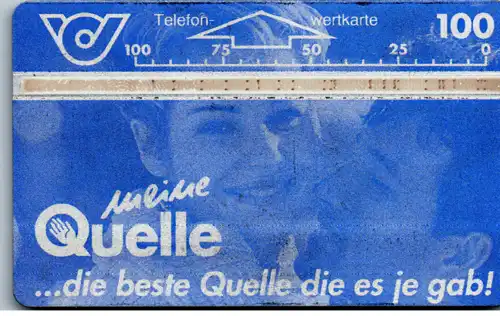 Telefon- wertkarte 100
100 75 50 25 0
meine
Quelle
...die beste Quelle die es je gab!